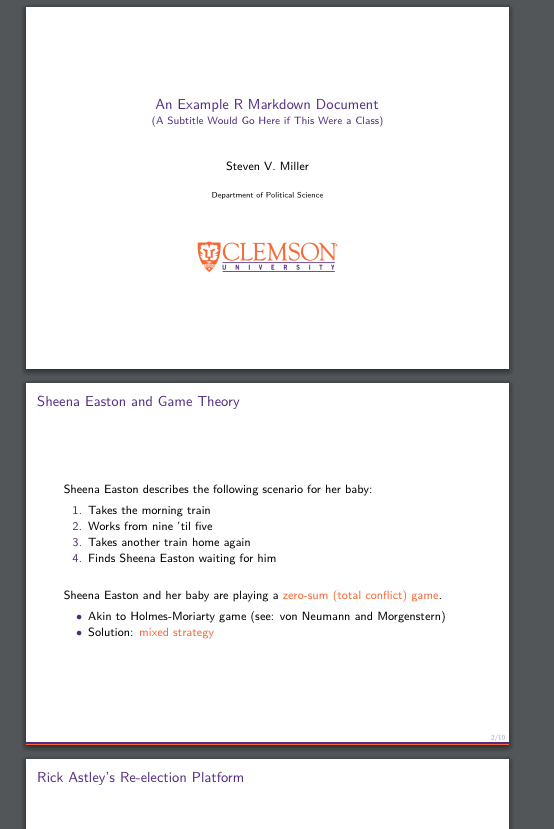 An Example R Markdown Document
(A Subtitle Would Go Here if This Were a Class)
Steven V. Miller
Department of Political Science
CLEMSON
UNIVERSITY
Sheena Easton and Game Theory
Sheena Easton describes the following scenario for her baby:
1. Takes the morning train
2. Works from nine 'til five
3. Takes another train home again
4. Finds Sheena Easton waiting for him
Sheena Easton and her baby are playing a zero-sum (total conflict) game.
• Akin to Holmes-Moriarty game (see: von Neumann and Morgenstern)
• Solution: mixed strategy
2/10
Rick Astley's Re-election Platform